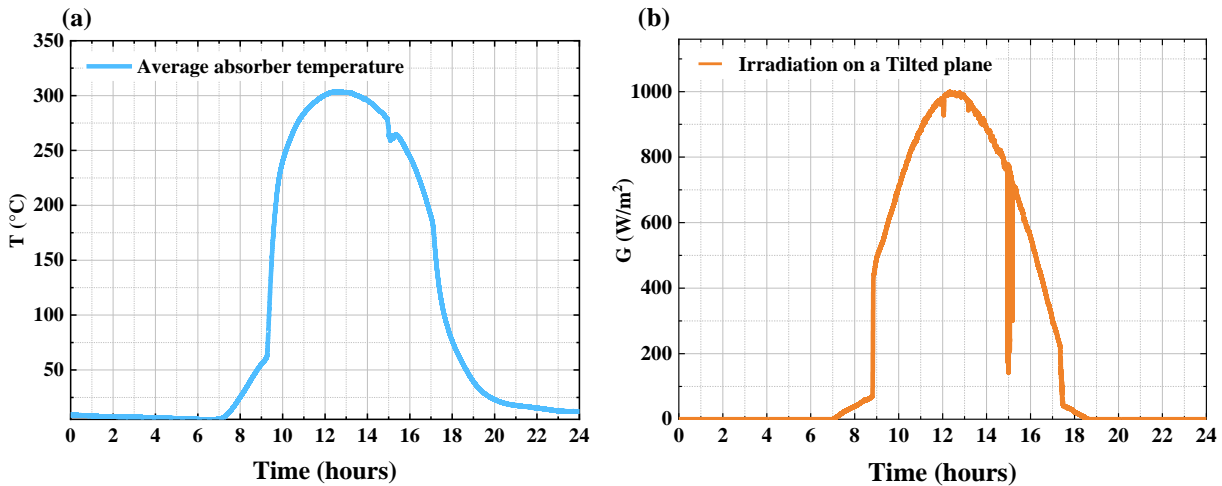 (a)
350
300
250
200
150
100
50
T (°C)
Average absorber temperature
0 2 4 6 8 10 12 14 16 18 20 22 24
Time (hours)
(b)
1000
800
600
400
200
0
G (W/m²)
Irradiation on a Tilted plane
0 2 4 6 8 10 12 14 16 18 20 22 24
Time (hours)